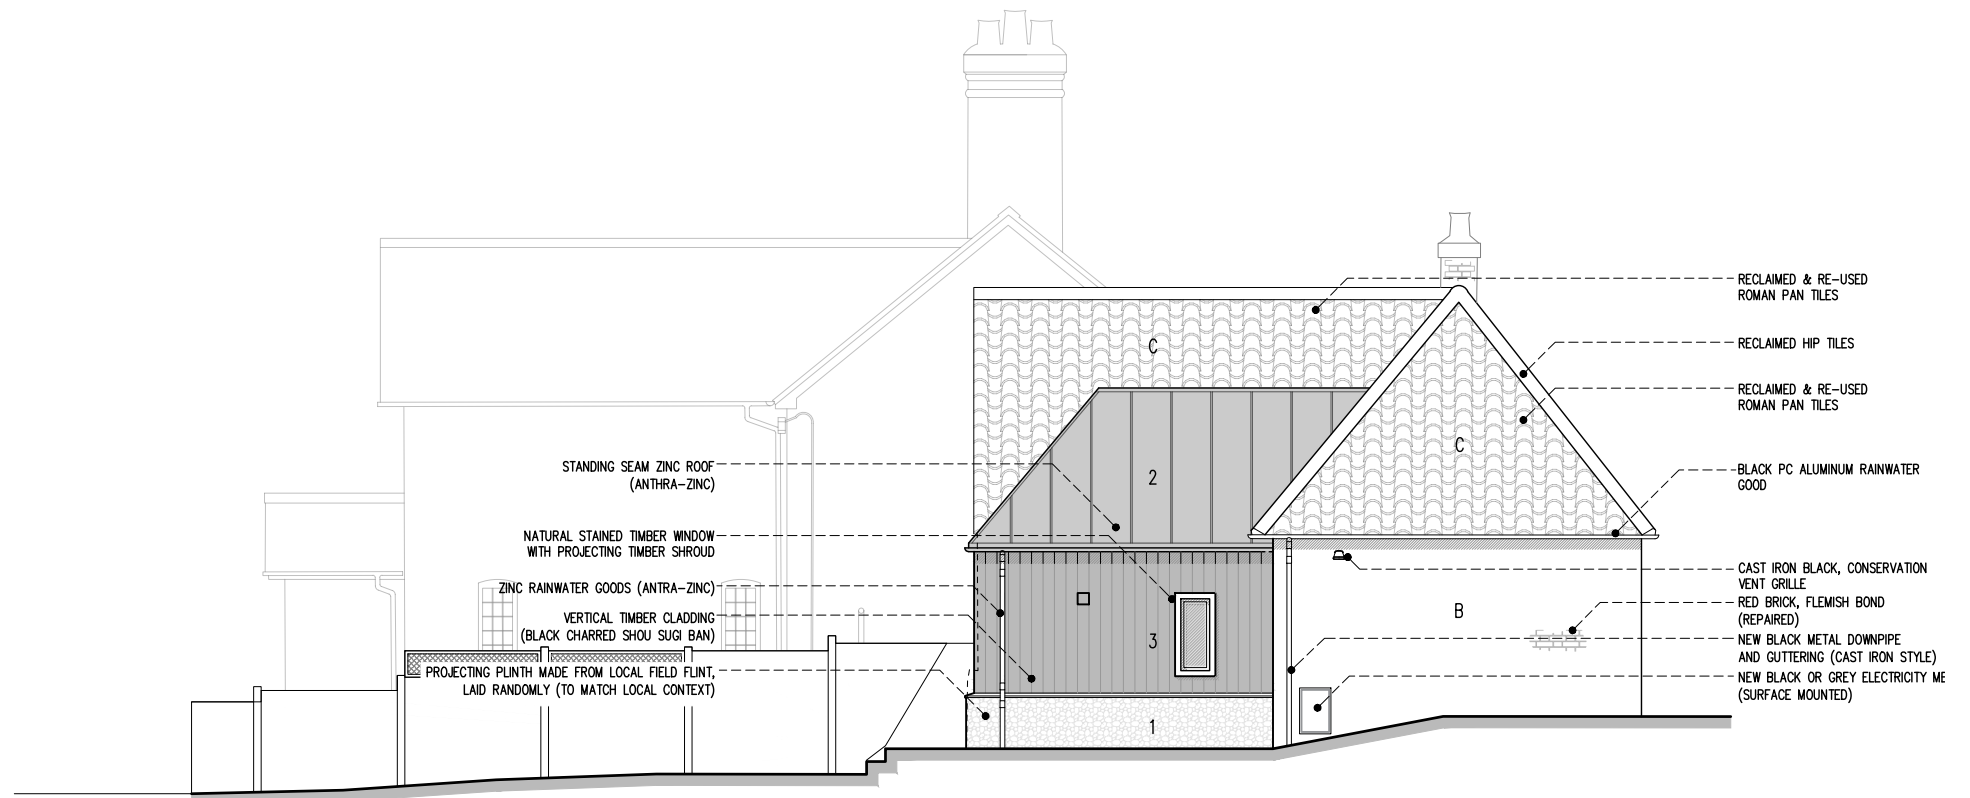 RECLAIMED & RE-USED
ROMAN PAN TILES
C
RECLAIMED HIP TILES
RECLAIMED & RE-USED
ROMAN PAN TILES
C
STANDING SEAM ZINC ROOF
(ANTHRA-ZINC)
2
BLACK PC ALUMINUM RAINWATER
GOOD
NATURAL STAINED TIMBER WINDOW
WITH PROJECTING TIMBER SHROUD
CAST IRON BLACK, CONSERVATION
VENT GRILLE
ZINC RAINWATER GOODS (ANTRA-ZINC)
B
RED BRICK, FLEMISH BOND
(REPAIRED)
VERTICAL TIMBER CLADDING
(BLACK CHARRED SHOU SUGI BAN)
3
NEW BLACK METAL DOWNPIPE
AND GUTTERING (CAST IRON STYLE)
PROJECTING PLINTH MADE FROM LOCAL FIELD FLINT,
LAID RANDOMLY (TO MATCH LOCAL CONTEXT)
NEW BLACK OR GREY ELECTRICITY
(SURFACE MOUNTED)
1